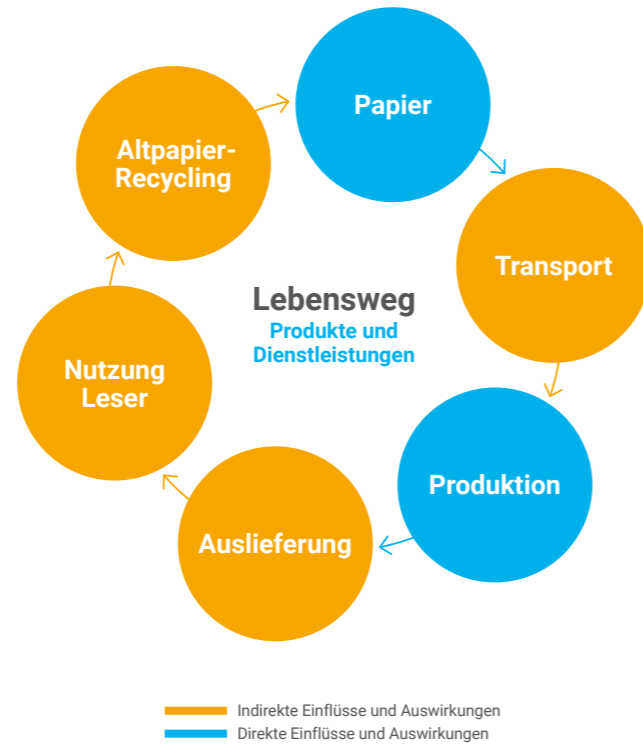 Papier
Transport
Produktion
Auslieferung
Nutzung
Leser
Altpapier-
Recycling
Lebensweg
Produkte und
Dienstleistungen
Indirekte Einflüsse und Auswirkungen
Direkte Einflüsse und Auswirkungen